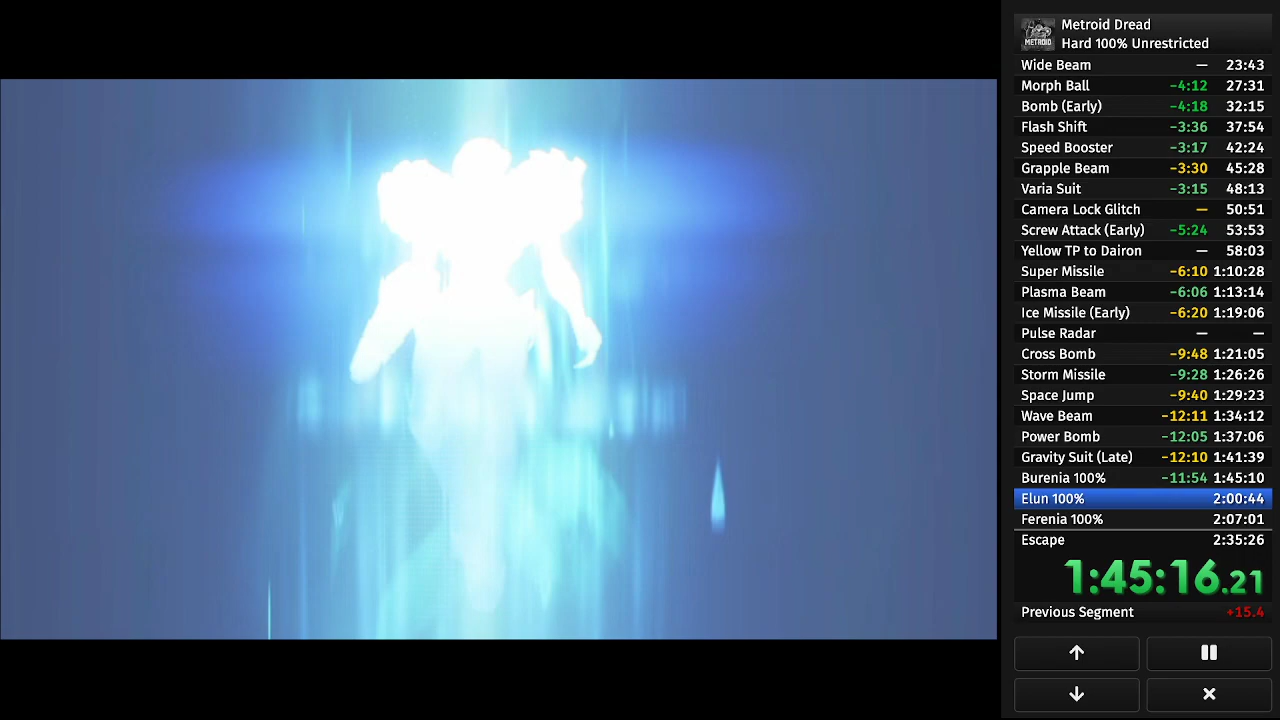 Metroid Dread
Hard 100% Unrestricted
METROID
Wide Beam — 23:43
Morph Ball −4:12 27:31
Bomb (Early) −4:18 32:15
Flash Shift −3:36 37:54
Speed Booster −3:17 42:24
Grapple Beam −3:30 45:28
Varia Suit −3:15 48:13
Camera Lock Glitch — 50:51
Screw Attack (Early) −5:24 53:53
Yellow TP to Dairon — 58:03
Super Missile −6:10 1:10:28
Plasma Beam −6:06 1:13:14
Ice Missile (Early) −6:20 1:19:06
Pulse Radar — —
Cross Bomb −9:48 1:21:05
Storm Missile −9:28 1:26:26
Space Jump −9:40 1:29:23
Wave Beam −12:11 1:34:12
Power Bomb −12:05 1:37:06
Gravity Suit (Late) −12:10 1:41:39
Burenia 100% −11:54 1:45:10
Elun 100% 2:00:44
Ferenia 100% 2:07:01
Escape 2:35:26
1:45:16.21
Previous Segment +15.4